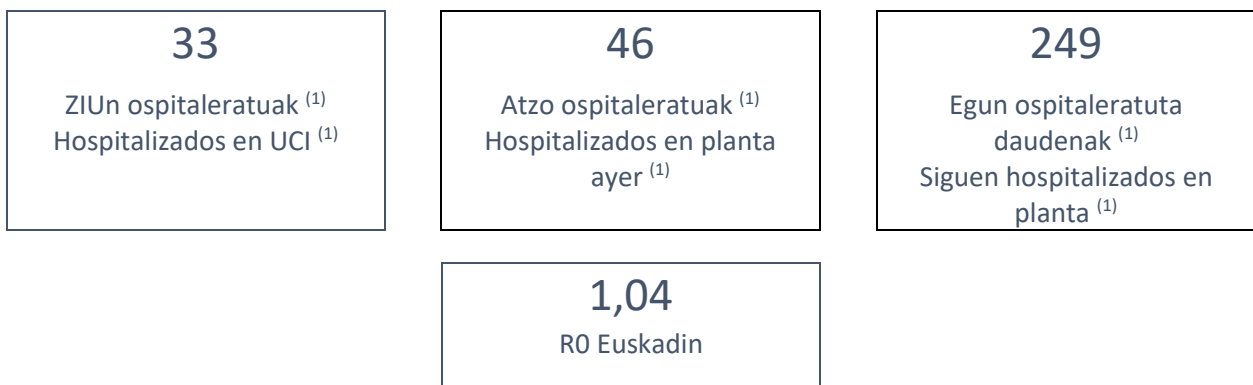 33
ZIUn ospitaleratuak (1)
Hospitalizados en UCI (1)
46
Atzo ospitaleratuak (1)
Hospitalizados en planta
ayer (1)
249
Egun ospitaleratuta
daudenak (1)
Siguen hospitalizados en
planta (1)
1,04
R0 Euskadin